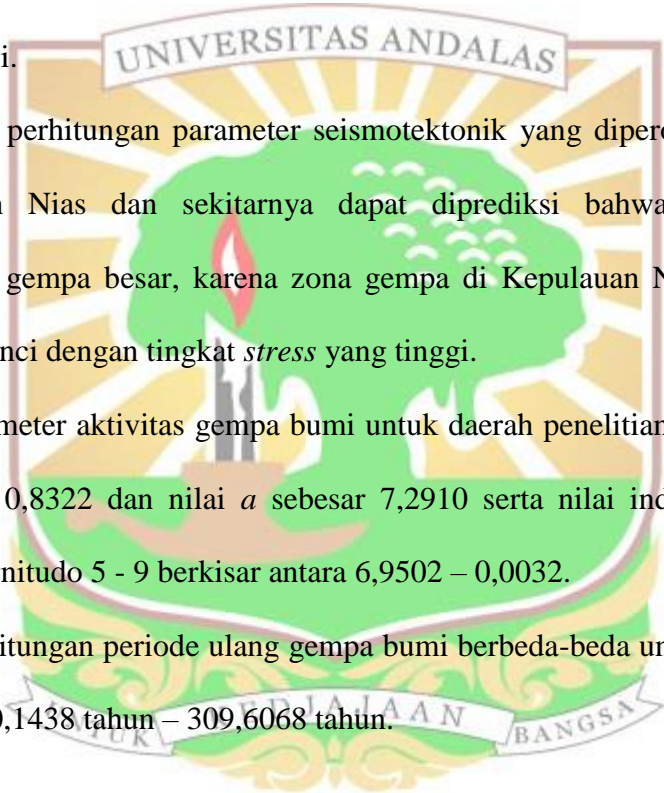 UNIVERSITAS ANDALAS
i.
perhitungan parameter seismotektonik yang dipero
Nias dan sekitarnya dapat diprediksi bahwa
gempa besar, karena zona gempa di Kepulauan N
nci dengan tingkat stress yang tinggi.
meter aktivitas gempa bumi untuk daerah penelitian
0,8322 dan nilai a sebesar 7,2910 serta nilai ind
nitudo 5 - 9 berkisar antara 6,9502 – 0,0032.
itungan periode ulang gempa bumi berbeda-beda un
0,1438 tahun – 309,6068 tahun.
UNTUK KEDJAJAAN BANGSA